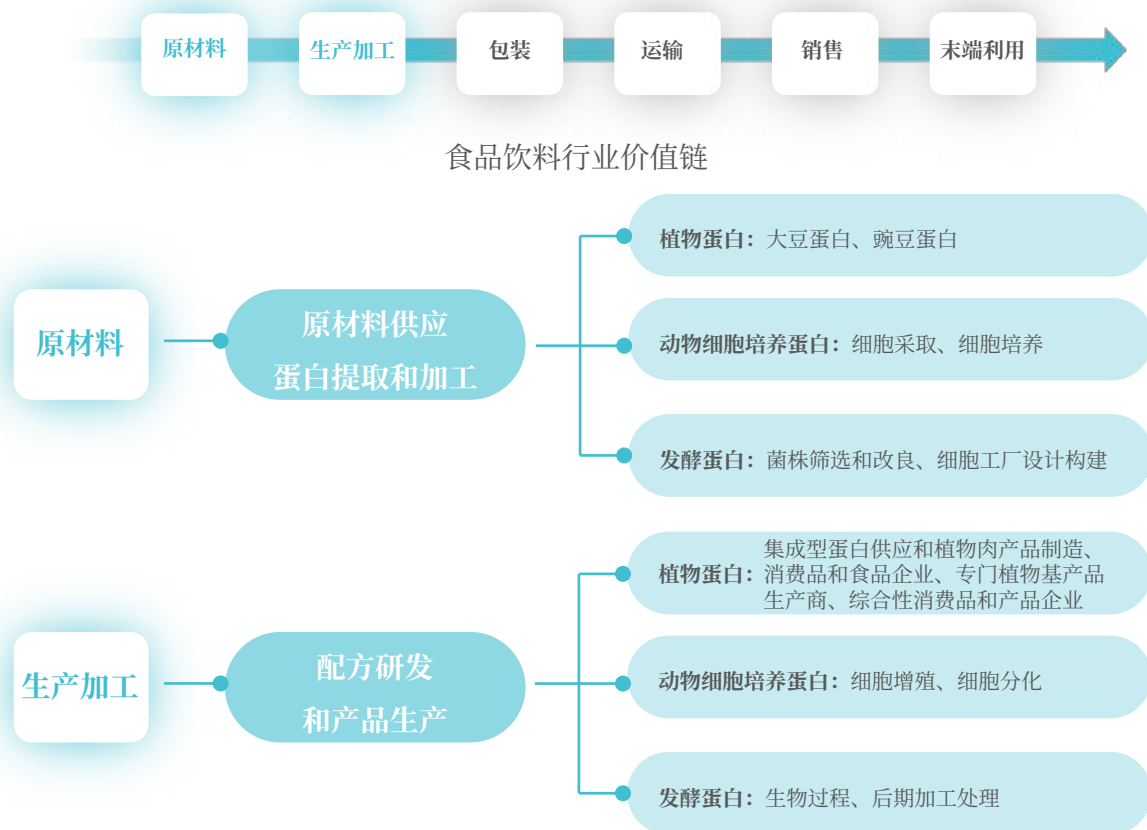 原材料
生产加工
包装
运输
销售
末端利用
食品饮料行业价值链
原材料
原材料供应
蛋白提取和加工
植物蛋白：大豆蛋白、豌豆蛋白
动物细胞培养蛋白：细胞采取、细胞培养
发酵蛋白：菌株筛选和改良、细胞工厂设计构建
生产加工
配方研发
和产品生产
植物蛋白：
集成型蛋白供应和植物肉产品制造、
消费品和食品企业、专门植物基产品
生产商、综合性消费品和产品企业
动物细胞培养蛋白：细胞增殖、细胞分化
发酵蛋白：生物过程、后期加工处理